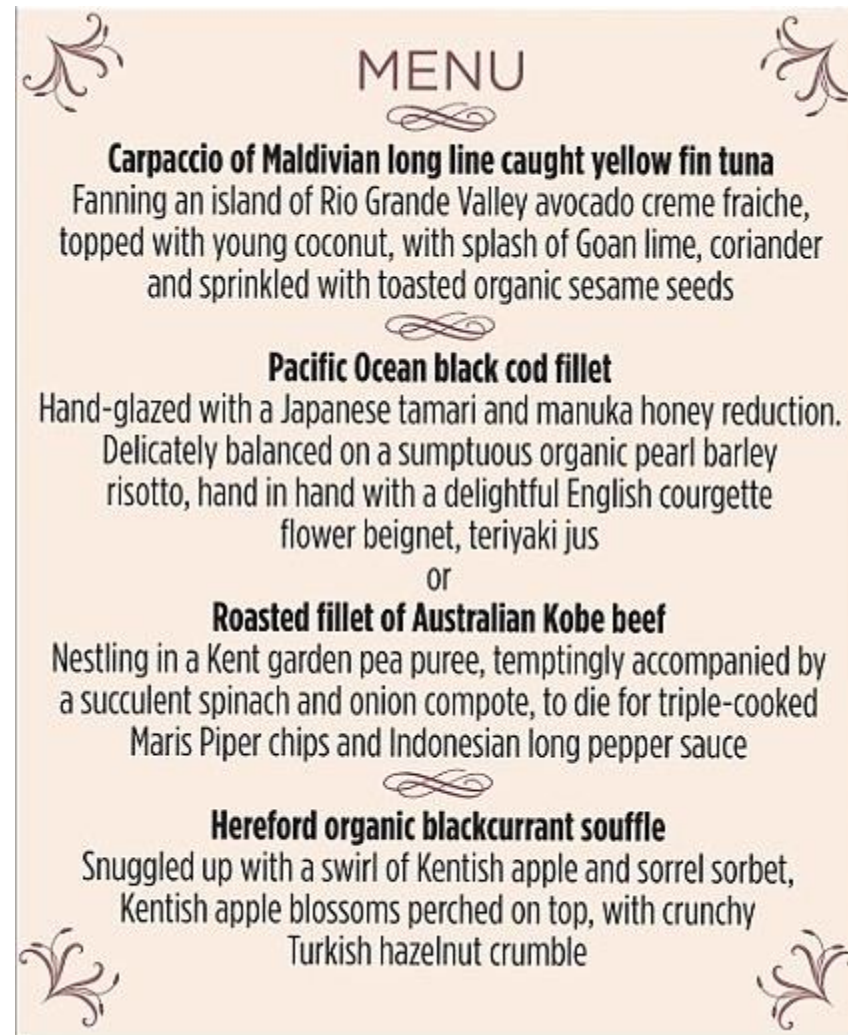 MENU
Carpaccio of Maldivian long line caught yellow fin tuna
Fanning an island of Rio Grande Valley avocado creme fraiche,
topped with young coconut, with splash of Goan lime, coriander
and sprinkled with toasted organic sesame seeds
Pacific Ocean black cod fillet
Hand-glazed with a Japanese tamari and manuka honey reduction.
Delicately balanced on a sumptuous organic pearl barley
risotto, hand in hand with a delightful English courgette
flower beignet, teriyaki jus
or
Roasted fillet of Australian Kobe beef
Nestling in a Kent garden pea puree, temptingly accompanied by
a succulent spinach and onion compote, to die for triple-cooked
Maris Piper chips and Indonesian long pepper sauce
Hereford organic blackcurrant souffle
Snuggled up with a swirl of Kentish apple and sorrel sorbet,
Kentish apple blossoms perched on top, with crunchy
Turkish hazelnut crumble